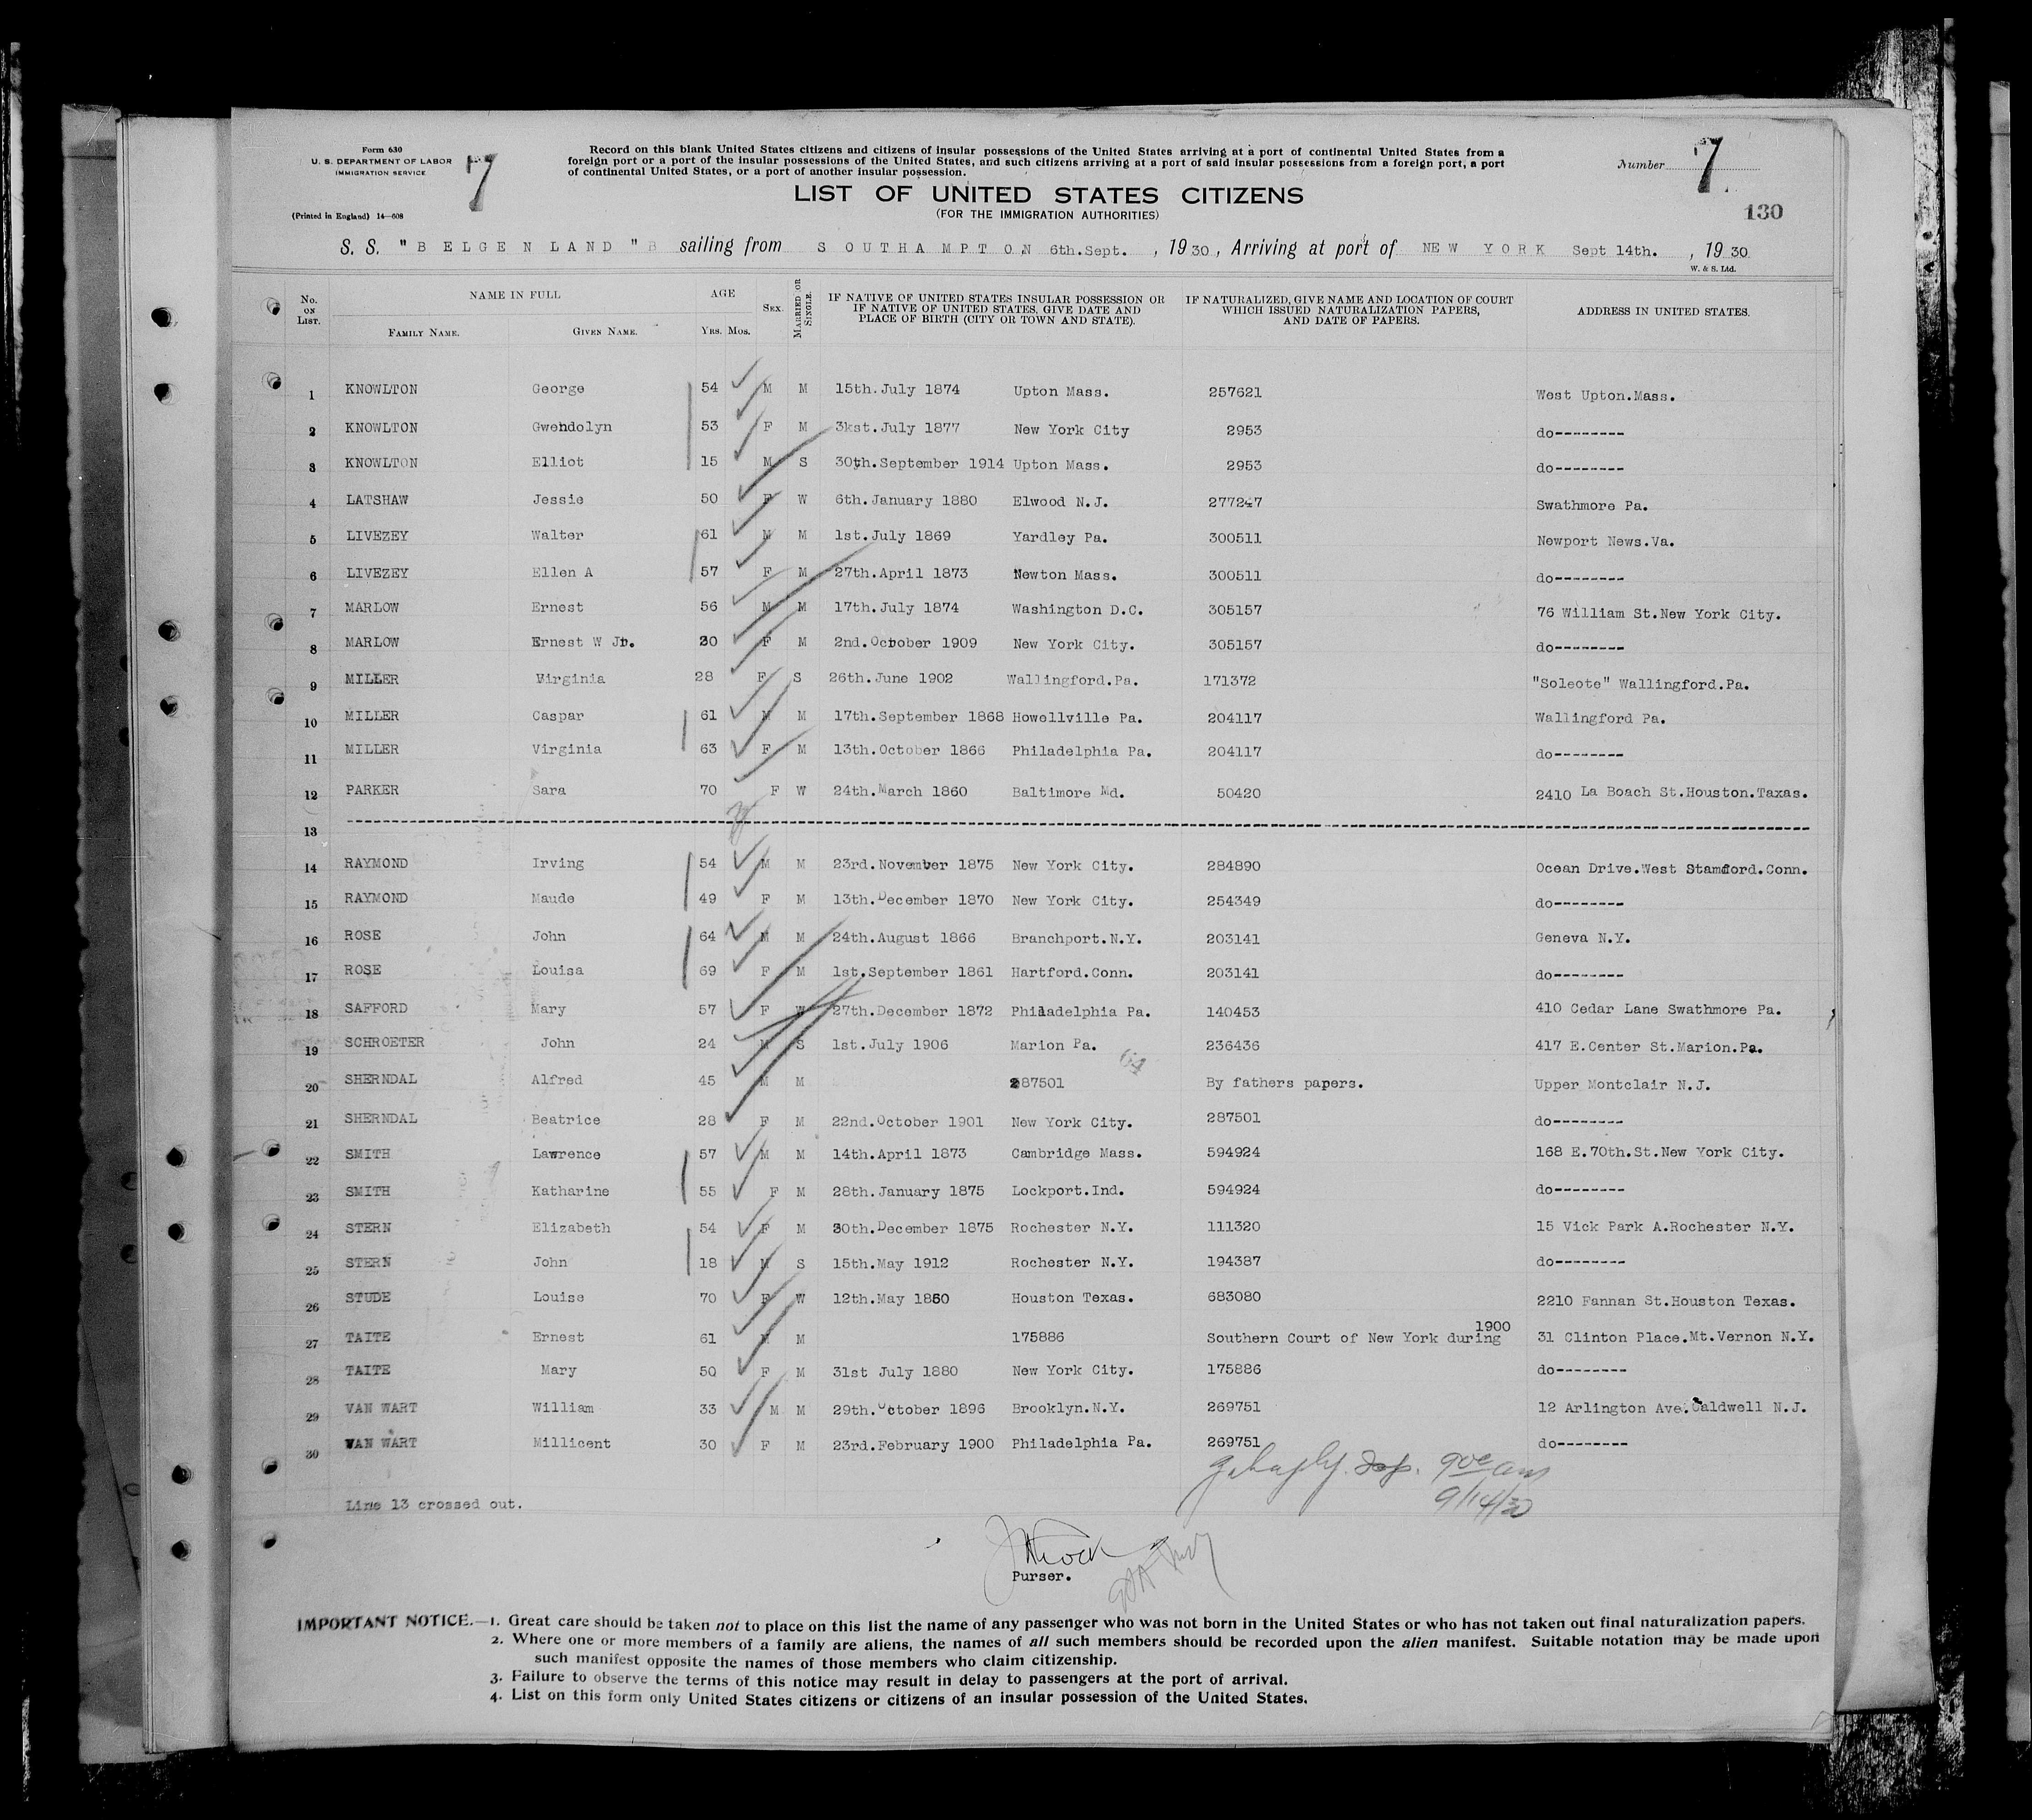 Form 630
U. S. DEPARTMENT OF LABOR
IMMIGRATION SERVICE
(Printed in England) 14—608
7
Record on this blank United States citizens and citizens of insular possessions of the United States arriving at a port of continental United States from a
foreign port or a port of the insular possessions of the United States, and such citizens arriving at a port of said insular possessions from a foreign port, a port
of continental United States, or a port of another insular possession.
Number 7
130
LIST OF UNITED STATES CITIZENS
(FOR THE IMMIGRATION AUTHORITIES)
S. S. "BELGENLAND" B sailing from SOUTHAMPTON 6th.Sept. , 19 30, Arriving at port of NEW YORK Sept 14th. , 19 30
W. & S. Ltd.
No. ON LIST. NAME IN FULL FAMILY NAME. GIVEN NAME. AGE YRS. MOS. SEX. MARRIED OR SINGLE. IF NATIVE OF UNITED STATES INSULAR POSSESSION OR IF NATIVE OF UNITED STATES, GIVE DATE AND PLACE OF BIRTH (CITY OR TOWN AND STATE). IF NATURALIZED, GIVE NAME AND LOCATION OF COURT WHICH ISSUED NATURALIZATION PAPERS, AND DATE OF PAPERS. ADDRESS IN UNITED STATES.
1 KNOWLTON George 54 M M 15th.July 1874 Upton Mass. 257621 West Upton.Mass.
2 KNOWLTON Gwendolyn 53 F M 3kst.July 1877 New York City 2953 do--------
3 KNOWLTON Elliot 15 M S 30th.September 1914 Upton Mass. 2953 do--------
4 LATSHAW Jessie 50 F W 6th.January 1880 Elwood N.J. 277247 Swathmore Pa.
5 LIVEZEY Walter 61 M M 1st.July 1869 Yardley Pa. 300511 Newport News.Va.
6 LIVEZEY Ellen A 57 F M 27th.April 1873 Newton Mass. 300511 do--------
7 MARLOW Ernest 56 M M 17th.July 1874 Washington D.C. 305157 76 William St.New York City.
8 MARLOW Ernest W Jr. 20 F M 2nd.October 1909 New York City. 305157 do--------
9 MILLER Virginia 28 F S 26th.June 1902 Wallingford.Pa. 171372 "Soleote" Wallingford.Pa.
10 MILLER Caspar 61 M M 17th.September 1868 Howellville Pa. 204117 Wallingford Pa.
11 MILLER Virginia 63 F M 13th.October 1866 Philadelphia Pa. 204117 do--------
12 PARKER Sara 70 F W 24th.March 1860 Baltimore Md. 50420 2410 La Boach St.Houston.Taxas.
13
14 RAYMOND Irving 54 M M 23rd.November 1875 New York City. 284890 Ocean Drive.West Stamford.Conn.
15 RAYMOND Maude 49 F M 13th.December 1870 New York City. 254349 do--------
16 ROSE John 64 M M 24th.August 1866 Branchport.N.Y. 203141 Geneva N.Y.
17 ROSE Louisa 69 F M 1st.September 1861 Hartford.Conn. 203141 do--------
18 SAFFORD Mary 57 F W 27th.December 1872 Philadelphia Pa. 140453 410 Cedar Lane Swathmore Pa.
19 SCHROETER John 24 M S 1st.July 1906 Marion Pa. 236436 417 E.Center St.Marion.Pa.
20 SHERNDAL Alfred 45 M M 287501 By fathers papers. Upper Montclair N.J.
21 SHERNDAL Beatrice 28 F M 22nd.October 1901 New York City. 287501 do--------
22 SMITH Lawrence 57 M M 14th.April 1873 Cambridge Mass. 594924 168 E.70th.St.New York City.
23 SMITH Katharine 55 F M 28th.January 1875 Lockport.Ind. 594924 do--------
24 STERN Elizabeth 54 F M 30th.December 1875 Rochester N.Y. 111320 15 Vick Park A.Rochester N.Y.
25 STERN John 18 M S 15th.May 1912 Rochester N.Y. 194387 do--------
26 STUDE Louise 70 F W 12th.May 1860 Houston Texas. 683080 2210 Fannan St.Houston Texas.
27 TAITE Ernest 61 M M 175886 Southern Court of New York during 1900 31 Clinton Place.Mt.Vernon N.Y.
28 TAITE Mary 50 F M 31st July 1880 New York City. 175886 do--------
29 VAN WART William 33 M M 29th.October 1896 Brooklyn.N.Y. 269751 12 Arlington Ave.Caldwell N.J.
30 VAN WART Millicent 30 F M 23rd.February 1900 Philadelphia Pa. 269751 do--------
9/14/30
Line 13 crossed out.
Purser.
IMPORTANT NOTICE.—1. Great care should be taken not to place on this list the name of any passenger who was not born in the United States or who has not taken out final naturalization papers.
2. Where one or more members of a family are aliens, the names of all such members should be recorded upon the alien manifest. Suitable notation may be made upon
such manifest opposite the names of those members who claim citizenship.
3. Failure to observe the terms of this notice may result in delay to passengers at the port of arrival.
4. List on this form only United States citizens or citizens of an insular possession of the United States.